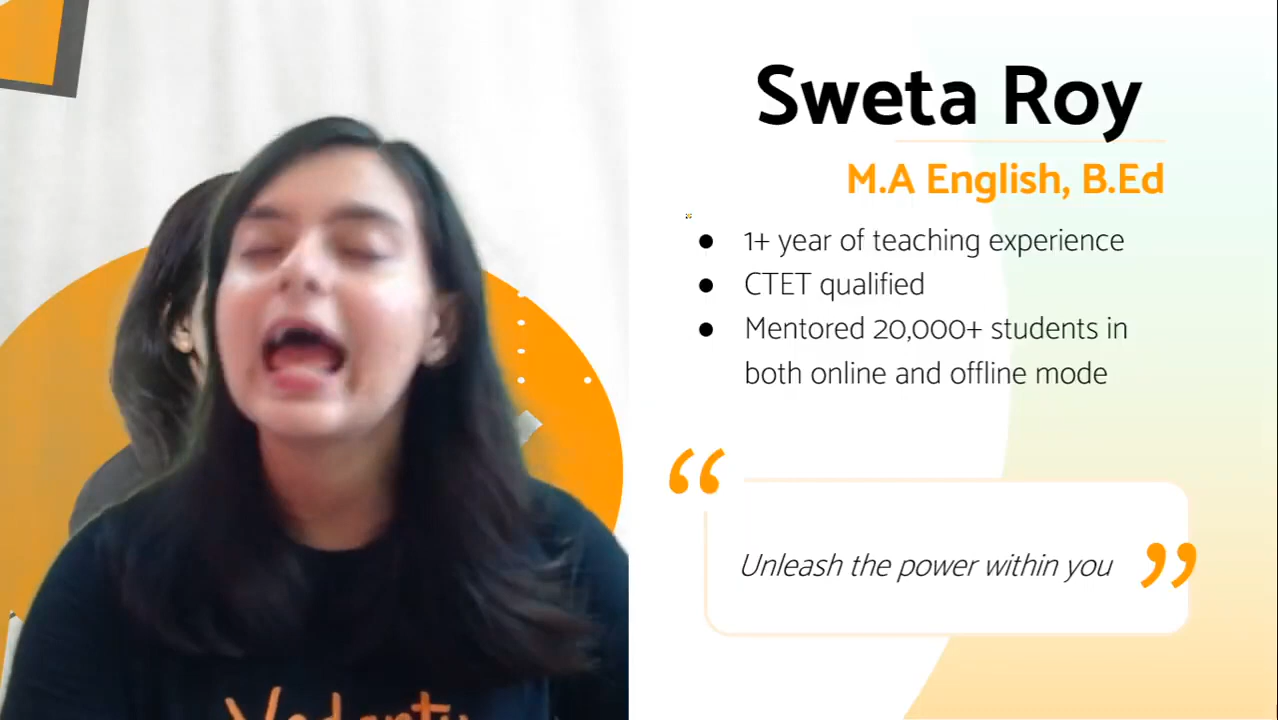 Sweta Roy
M.A English, B.Ed
● 1+ year of teaching experience
● CTET qualified
● Mentored 20,000+ students in
both online and offline mode
“
Unleash the power within you ”
Vedantu